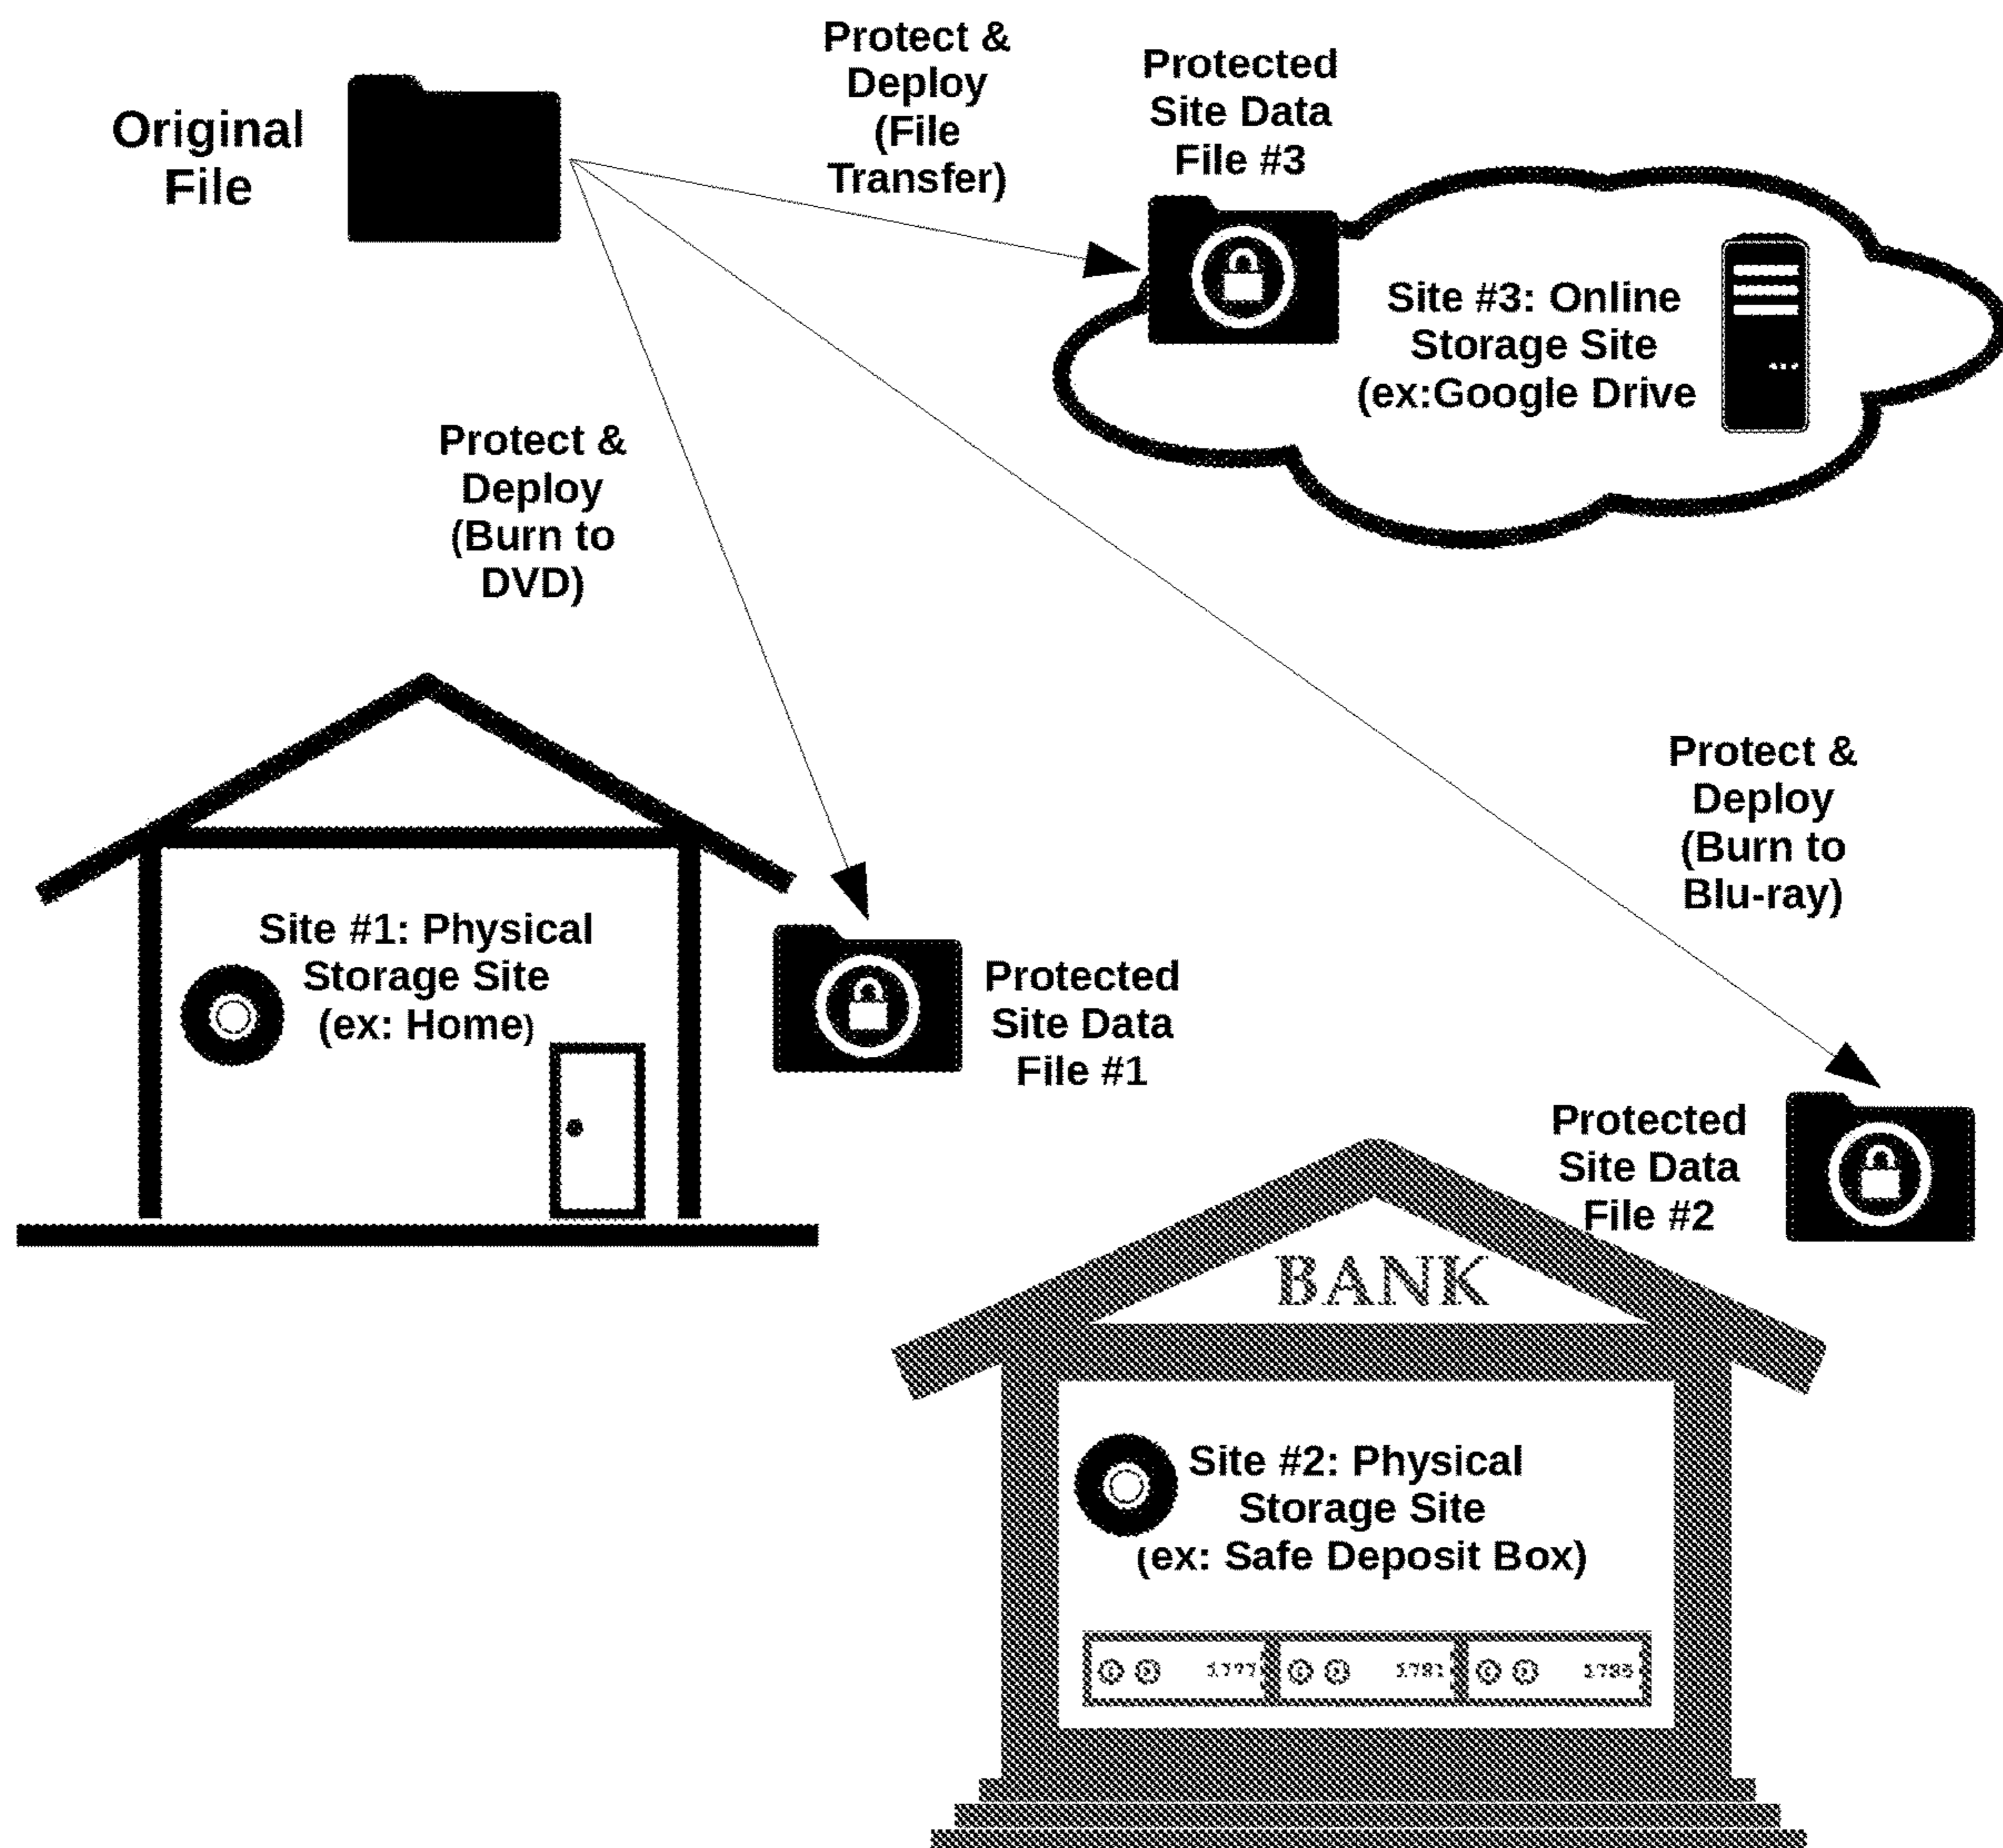 Original
File
Protect &
Deploy
(File
Transfer)
Protected
Site Data
File #3
Site #3: Online
Storage Site
(ex:Google Drive
Protect &
Deploy
(Burn to
DVD)
Protect &
Deploy
(Burn to
Blu-ray)
Site #1: Physical
Storage Site
(ex: Home)
Protected
Site Data
File #1
Protected
Site Data
File #2
BANK
Site #2: Physical
Storage Site
(ex: Safe Deposit Box)